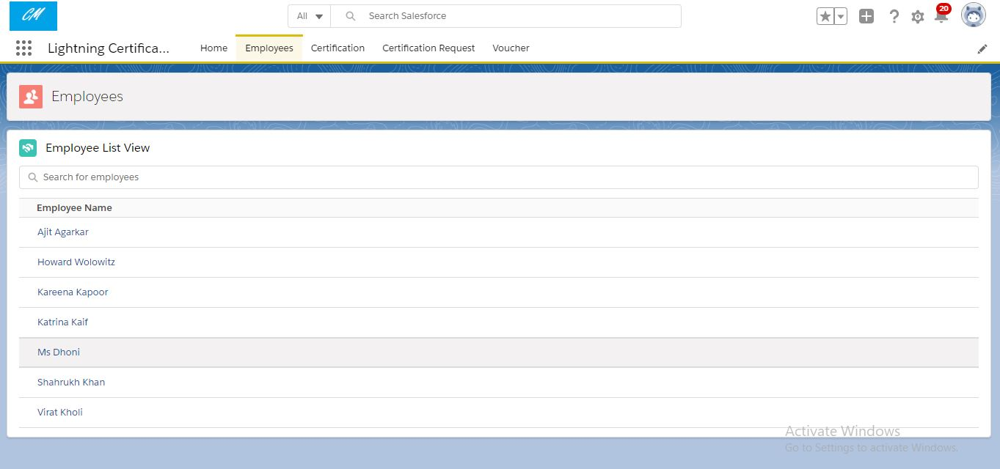 CM
All
Search Salesforce
20
Lightning Certifica...
Home
Employees
Certification
Certification Request
Voucher
Employees
Employee List View
Search for employees
Employee Name
Ajit Agarkar
Howard Wolowitz
Kareena Kapoor
Katrina Kaif
Ms Dhoni
Shahrukh Khan
Virat Kholi
Activate Windows
Go to Settings to activate Windows.